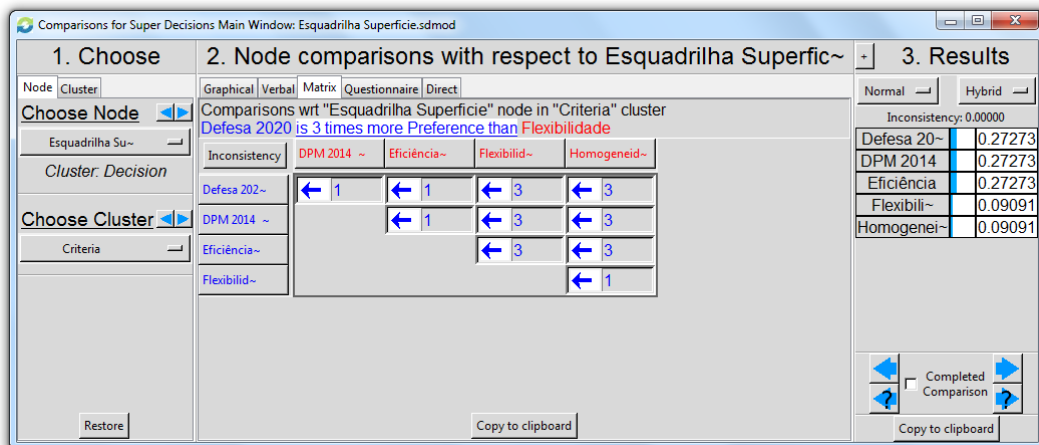 Comparisons for Super Decisions Main Window: Esquadrilha Superficie.sdmod
1. Choose
2. Node comparisons with respect to Esquadrilha Superfic~
+
3. Results
Node Cluster
Graphical Verbal Matrix Questionnaire Direct
Normal
Hybrid
Choose Node
Comparisons wrt "Esquadrilha Superficie" node in "Criteria" cluster
Defesa 2020 is 3 times more Preference than Flexibilidade
Inconsistency: 0.00000
Esquadrilha Su~
Cluster: Decision
Choose Cluster
Criteria
Inconsistency DPM 2014 ~ Eficiência~ Flexibilid~ Homogeneid~
Defesa 202~ 1 1 3 3
DPM 2014 ~ 1 3 3
Eficiência~ 3 3
Flexibilid~ 1
Defesa 20~ 0.27273
DPM 2014 0.27273
Eficiência 0.27273
Flexibili~ 0.09091
Homogenei~ 0.09091
Completed
Comparison
? ?
Restore
Copy to clipboard
Copy to clipboard